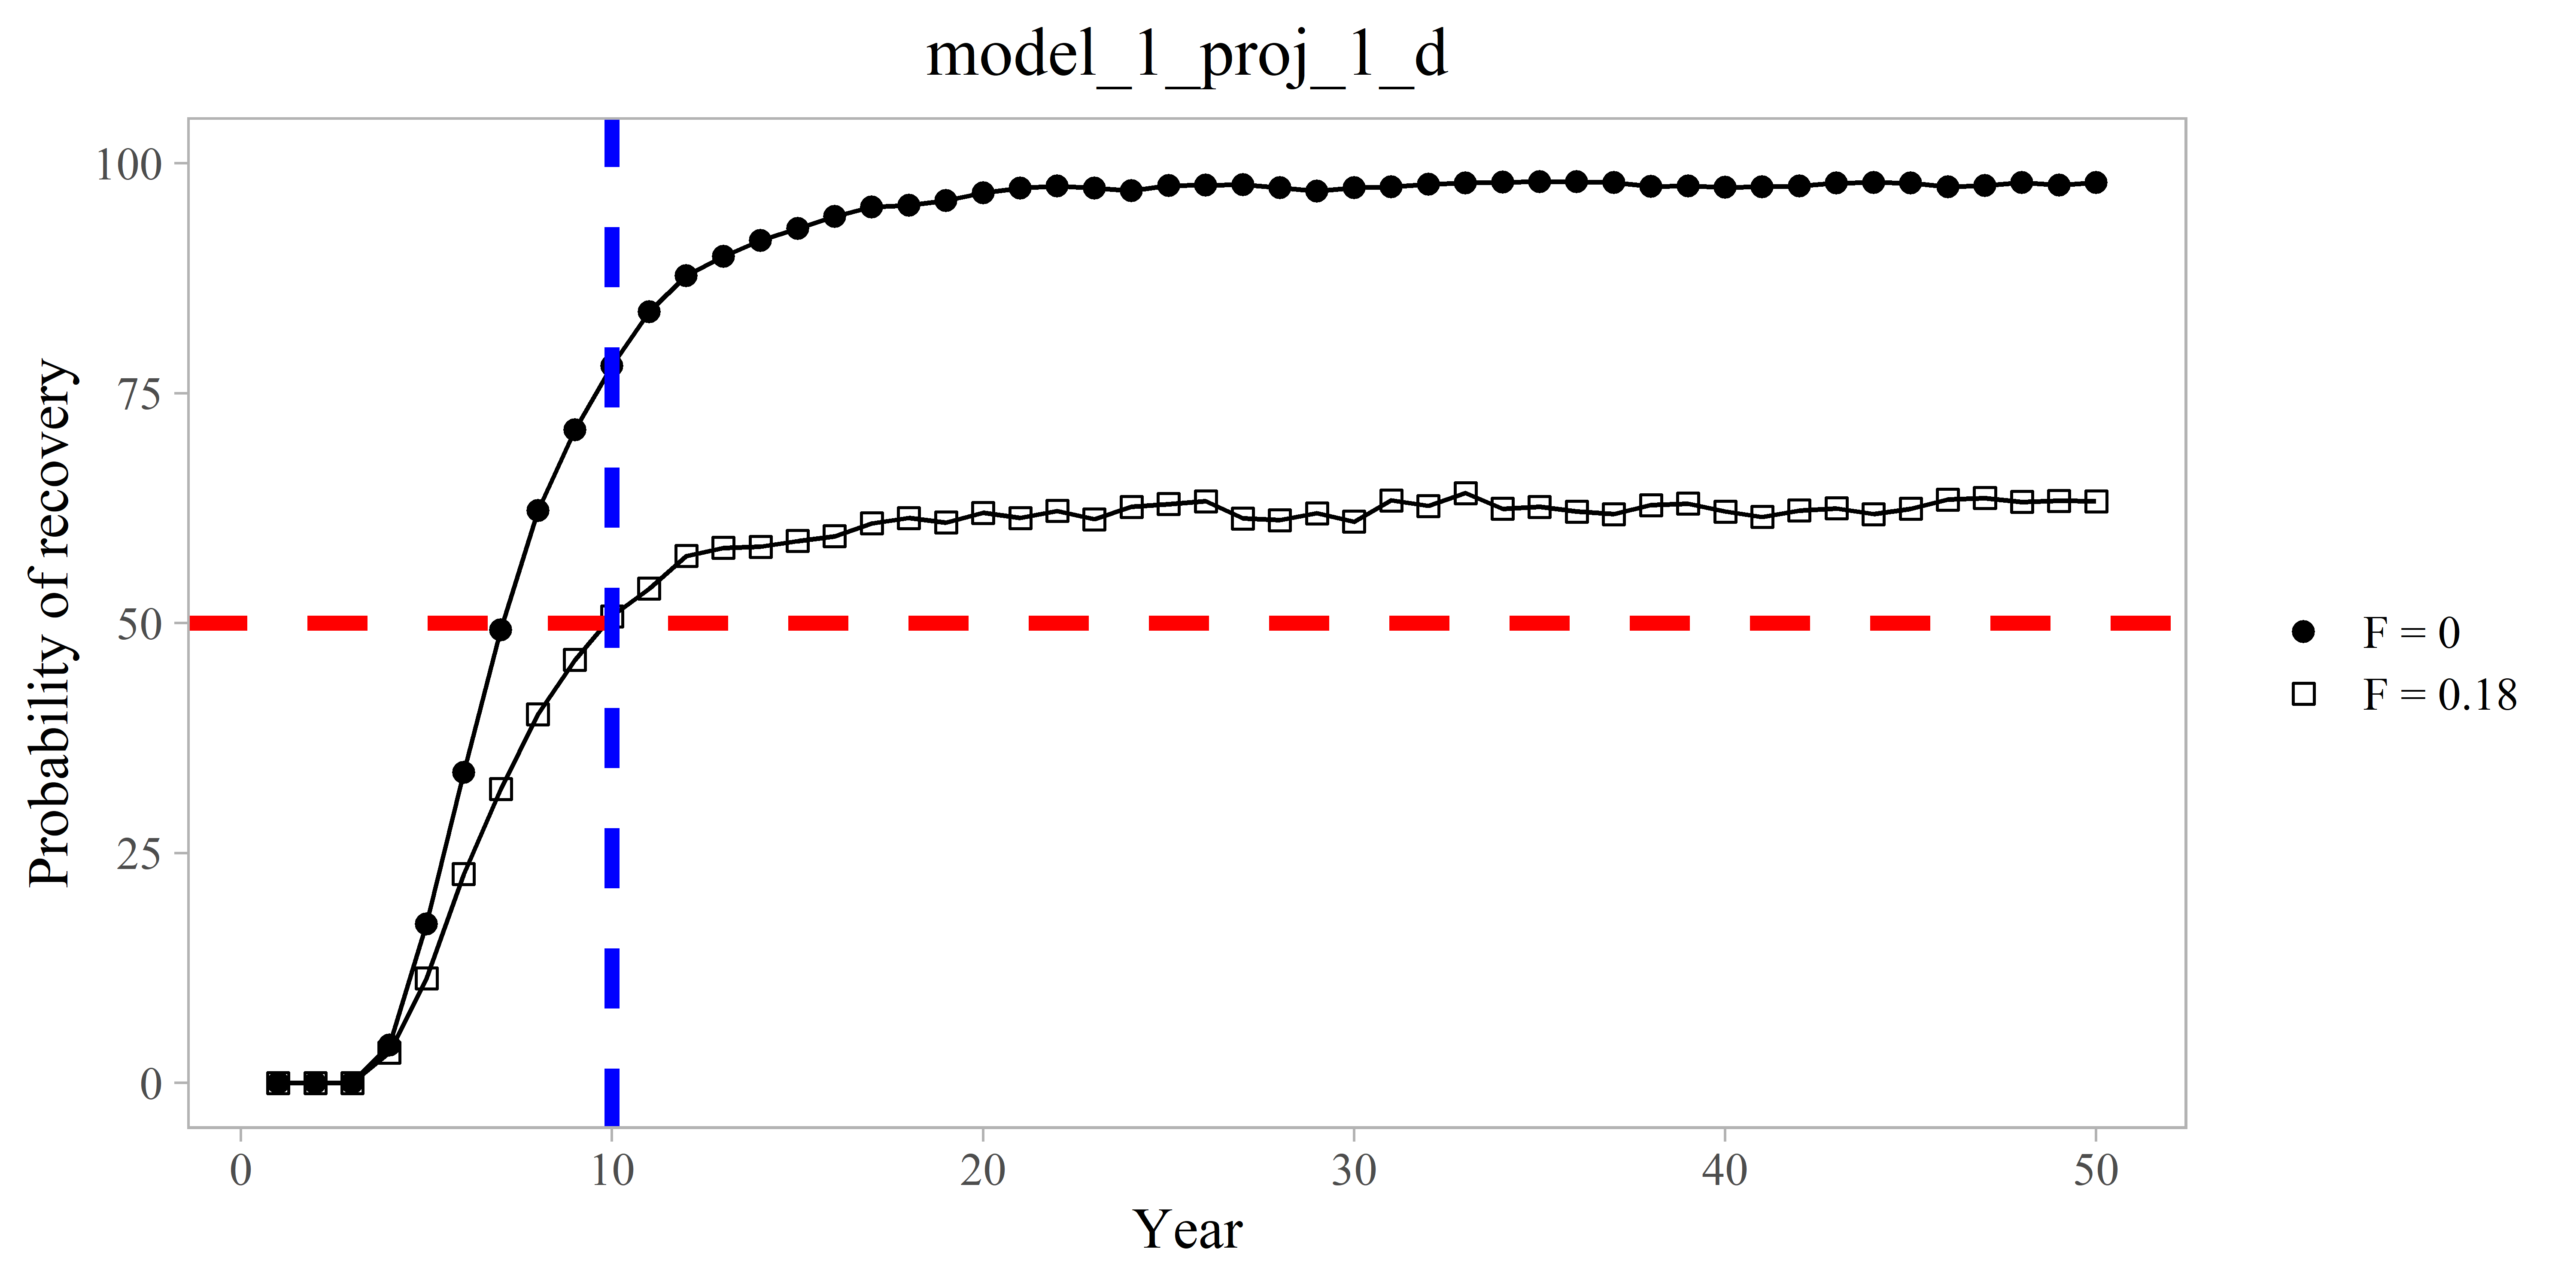 model_1_proj_1_d
Probability of recovery
100
75
50
25
0
0 10 20 30 40 50
Year
F = 0
F = 0.18